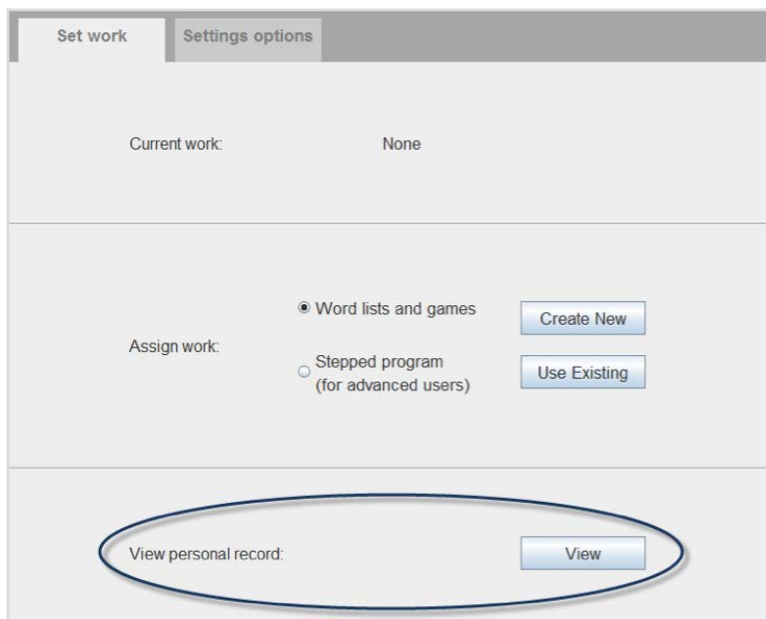 Set work
Settings options
Current work:
None
Assign work:
Word lists and games
Create New
Stepped program
(for advanced users)
Use Existing
View personal record:
View